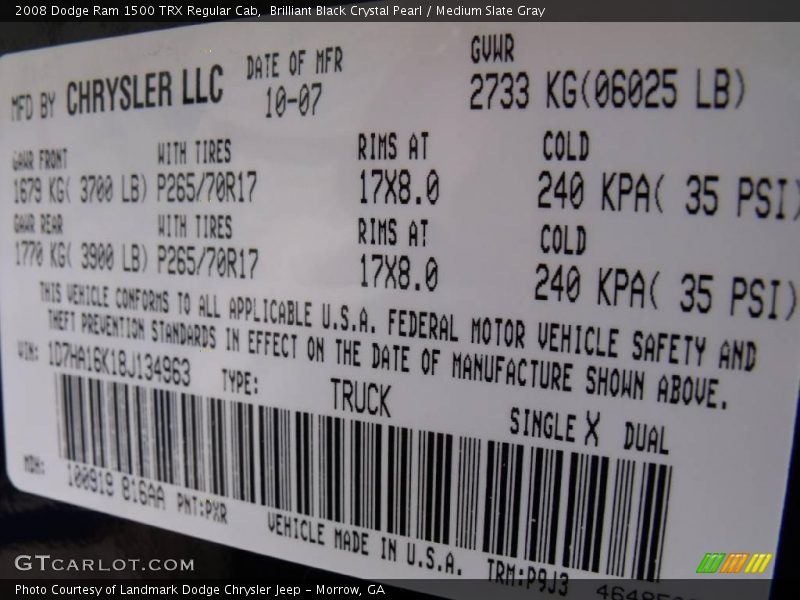 2008 Dodge Ram 1500 TRX Regular Cab,  Brilliant Black Crystal Pearl / Medium Slate Gray
MFD BY CHRYSLER LLC DATE OF MFR GVWR
10-07 2733 KG(06025 LB)
GAWR FRONT WITH TIRES RIMS AT COLD
1679 KG( 3700 LB) P265/70R17 17X8.0 240 KPA( 35 PSI)
GAWR REAR WITH TIRES RIMS AT COLD
1770 KG( 3900 LB) P265/70R17 17X8.0 240 KPA( 35 PSI)
THIS VEHICLE CONFORMS TO ALL APPLICABLE U.S.A. FEDERAL MOTOR VEHICLE SAFETY AND
THEFT PREVENTION STANDARDS IN EFFECT ON THE DATE OF MANUFACTURE SHOWN ABOVE.
VIN: 1D7HA16K18J134963 TYPE: TRUCK SINGLE X DUAL
MDH: 100919 816AA PNT:PXR VEHICLE MADE IN U.S.A. TRM:P9J3
GTCARLOT.COM
Photo Courtesy of Landmark Dodge Chrysler Jeep - Morrow, GA